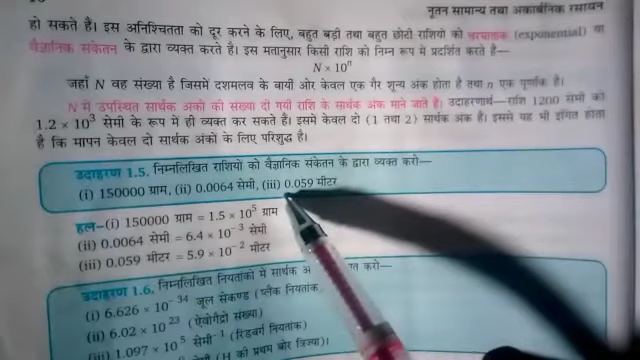 नूतन सामान्य तथा अकार्बनिक रसायन
हो सकते हैं। इस अनिश्चितता को दूर करने के लिए, बहुत बड़ी तथा बहुत छोटी राशियों को चरघातांक (exponential) या
वैज्ञानिक संकेतन के द्वारा व्यक्त करते हैं। इस मतानुसार किसी राशि को निम्न रूप में प्रदर्शित करते है—
N × 10ⁿ
जहाँ N वह संख्या है जिसमें दशमलव के बायीं ओर केवल एक गैर शून्य अंक होता है तथा n एक पूर्णांक है।
N में उपस्थित सार्थक अंकों की संख्या दी गयी राशि के सार्थक अंक माने जाते है। उदाहरणार्थ—राशि 1200 सेमी को
1.2 × 10³ सेमी के रूप में ही व्यक्त कर सकते हैं। इसमें केवल दो (1 तथा 2) सार्थक अंक हैं। इससे यह भी इंगित होता
है कि मापन केवल दो सार्थक अंकों के लिए परिशुद्ध है।
उदाहरण 1.5. निम्नलिखित राशियों को वैज्ञानिक संकेतन के द्वारा व्यक्त करो—
(i) 150000 ग्राम, (ii) 0.0064 सेमी, (iii) 0.059 मीटर
हल–(i) 150000 ग्राम = 1.5 × 10⁵ ग्राम
(ii) 0.0064 सेमी = 6.4 × 10⁻³ सेमी
(iii) 0.059 मीटर = 5.9 × 10⁻² मीटर
उदाहरण 1.6. निम्नलिखित नियतांकों में सार्थक करो—
(i) 6.626 × 10⁻³⁴ जूल सेकण्ड (प्लैंक नियतांक
(ii) 6.02 × 10²³ (ऐवोगैद्रो संख्या)
(iii) 1.097 × 10⁵ सेमी⁻¹ (रिडबर्ग नियतांक)
(H की प्रथम बोर त्रिज्या)।